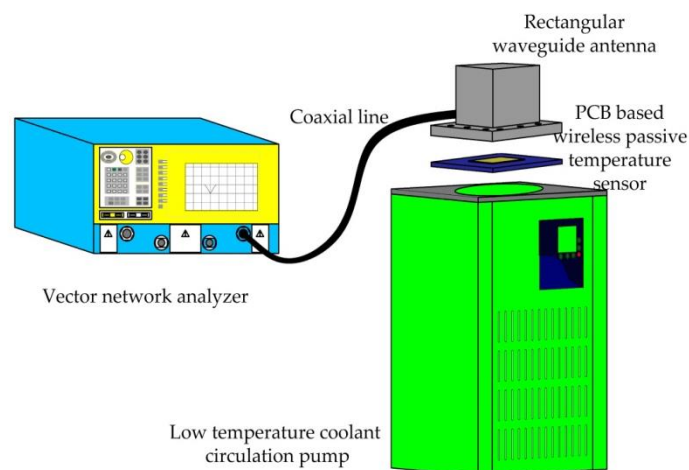 Rectangular
waveguide antenna
Coaxial line
PCB based
wireless passive
temperature
sensor
Vector network analyzer
Low temperature coolant
circulation pump